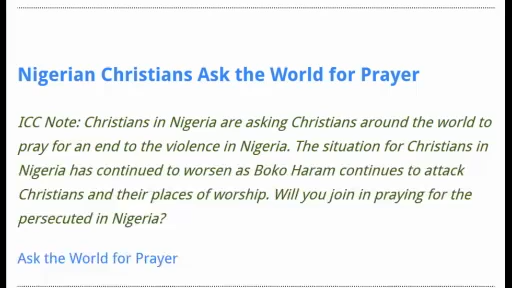 Nigerian Christians Ask the World for Prayer
ICC Note: Christians in Nigeria are asking Christians around the world to
pray for an end to the violence in Nigeria. The situation for Christians in
Nigeria has continued to worsen as Boko Haram continues to attack
Christians and their places of worship. Will you join in praying for the
persecuted in Nigeria?
Ask the World for Prayer